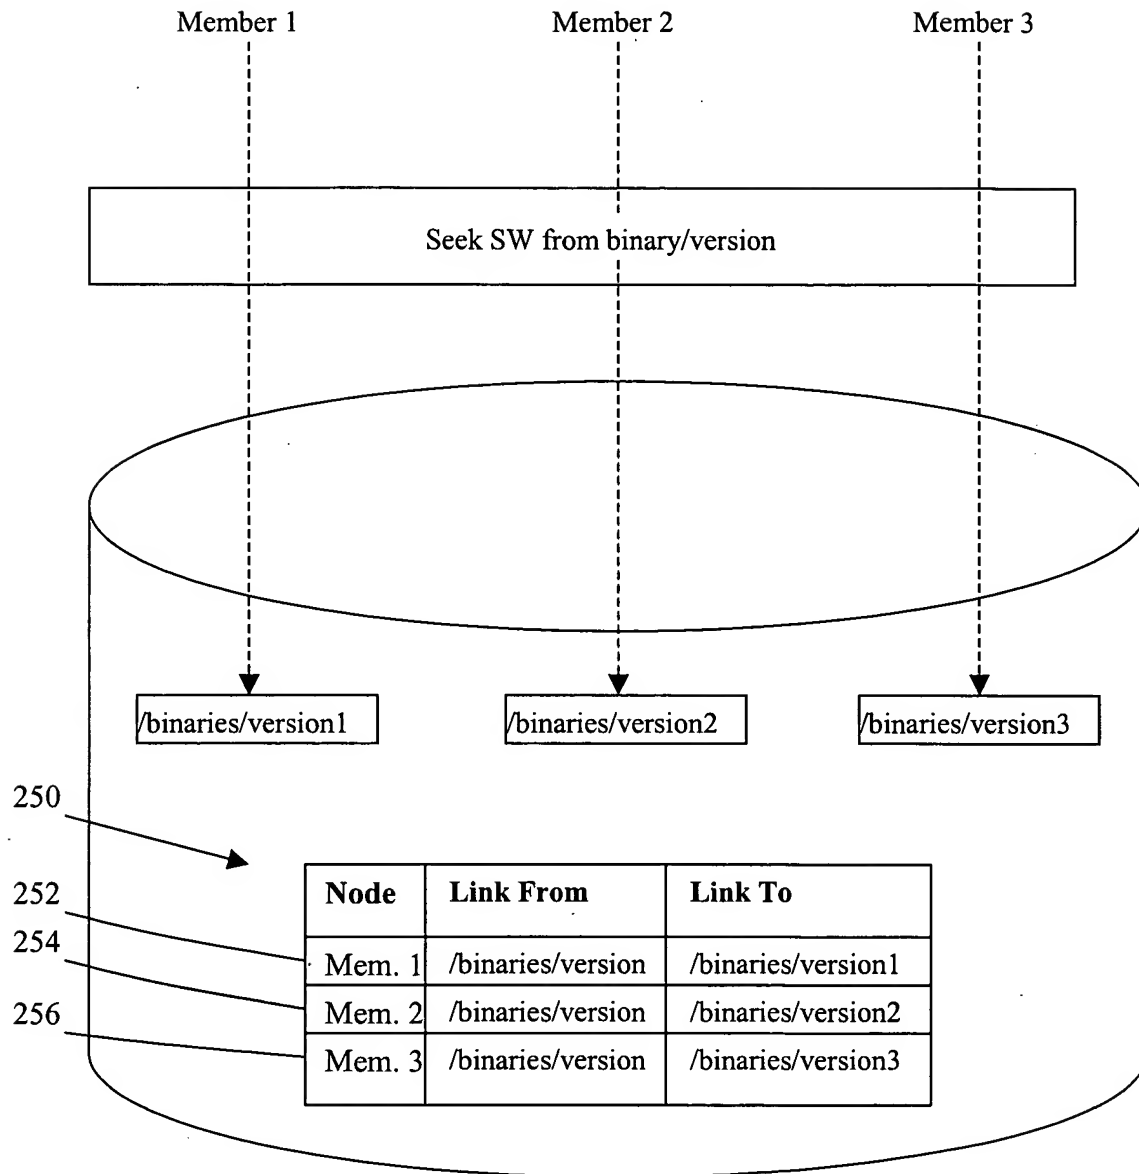 Member 1 Member 2 Member 3
Seek SW from binary/version
/binaries/version1 /binaries/version2 /binaries/version3
250
252
254
256
Node Link From Link To
Mem. 1 /binaries/version /binaries/version1
Mem. 2 /binaries/version /binaries/version2
Mem. 3 /binaries/version /binaries/version3